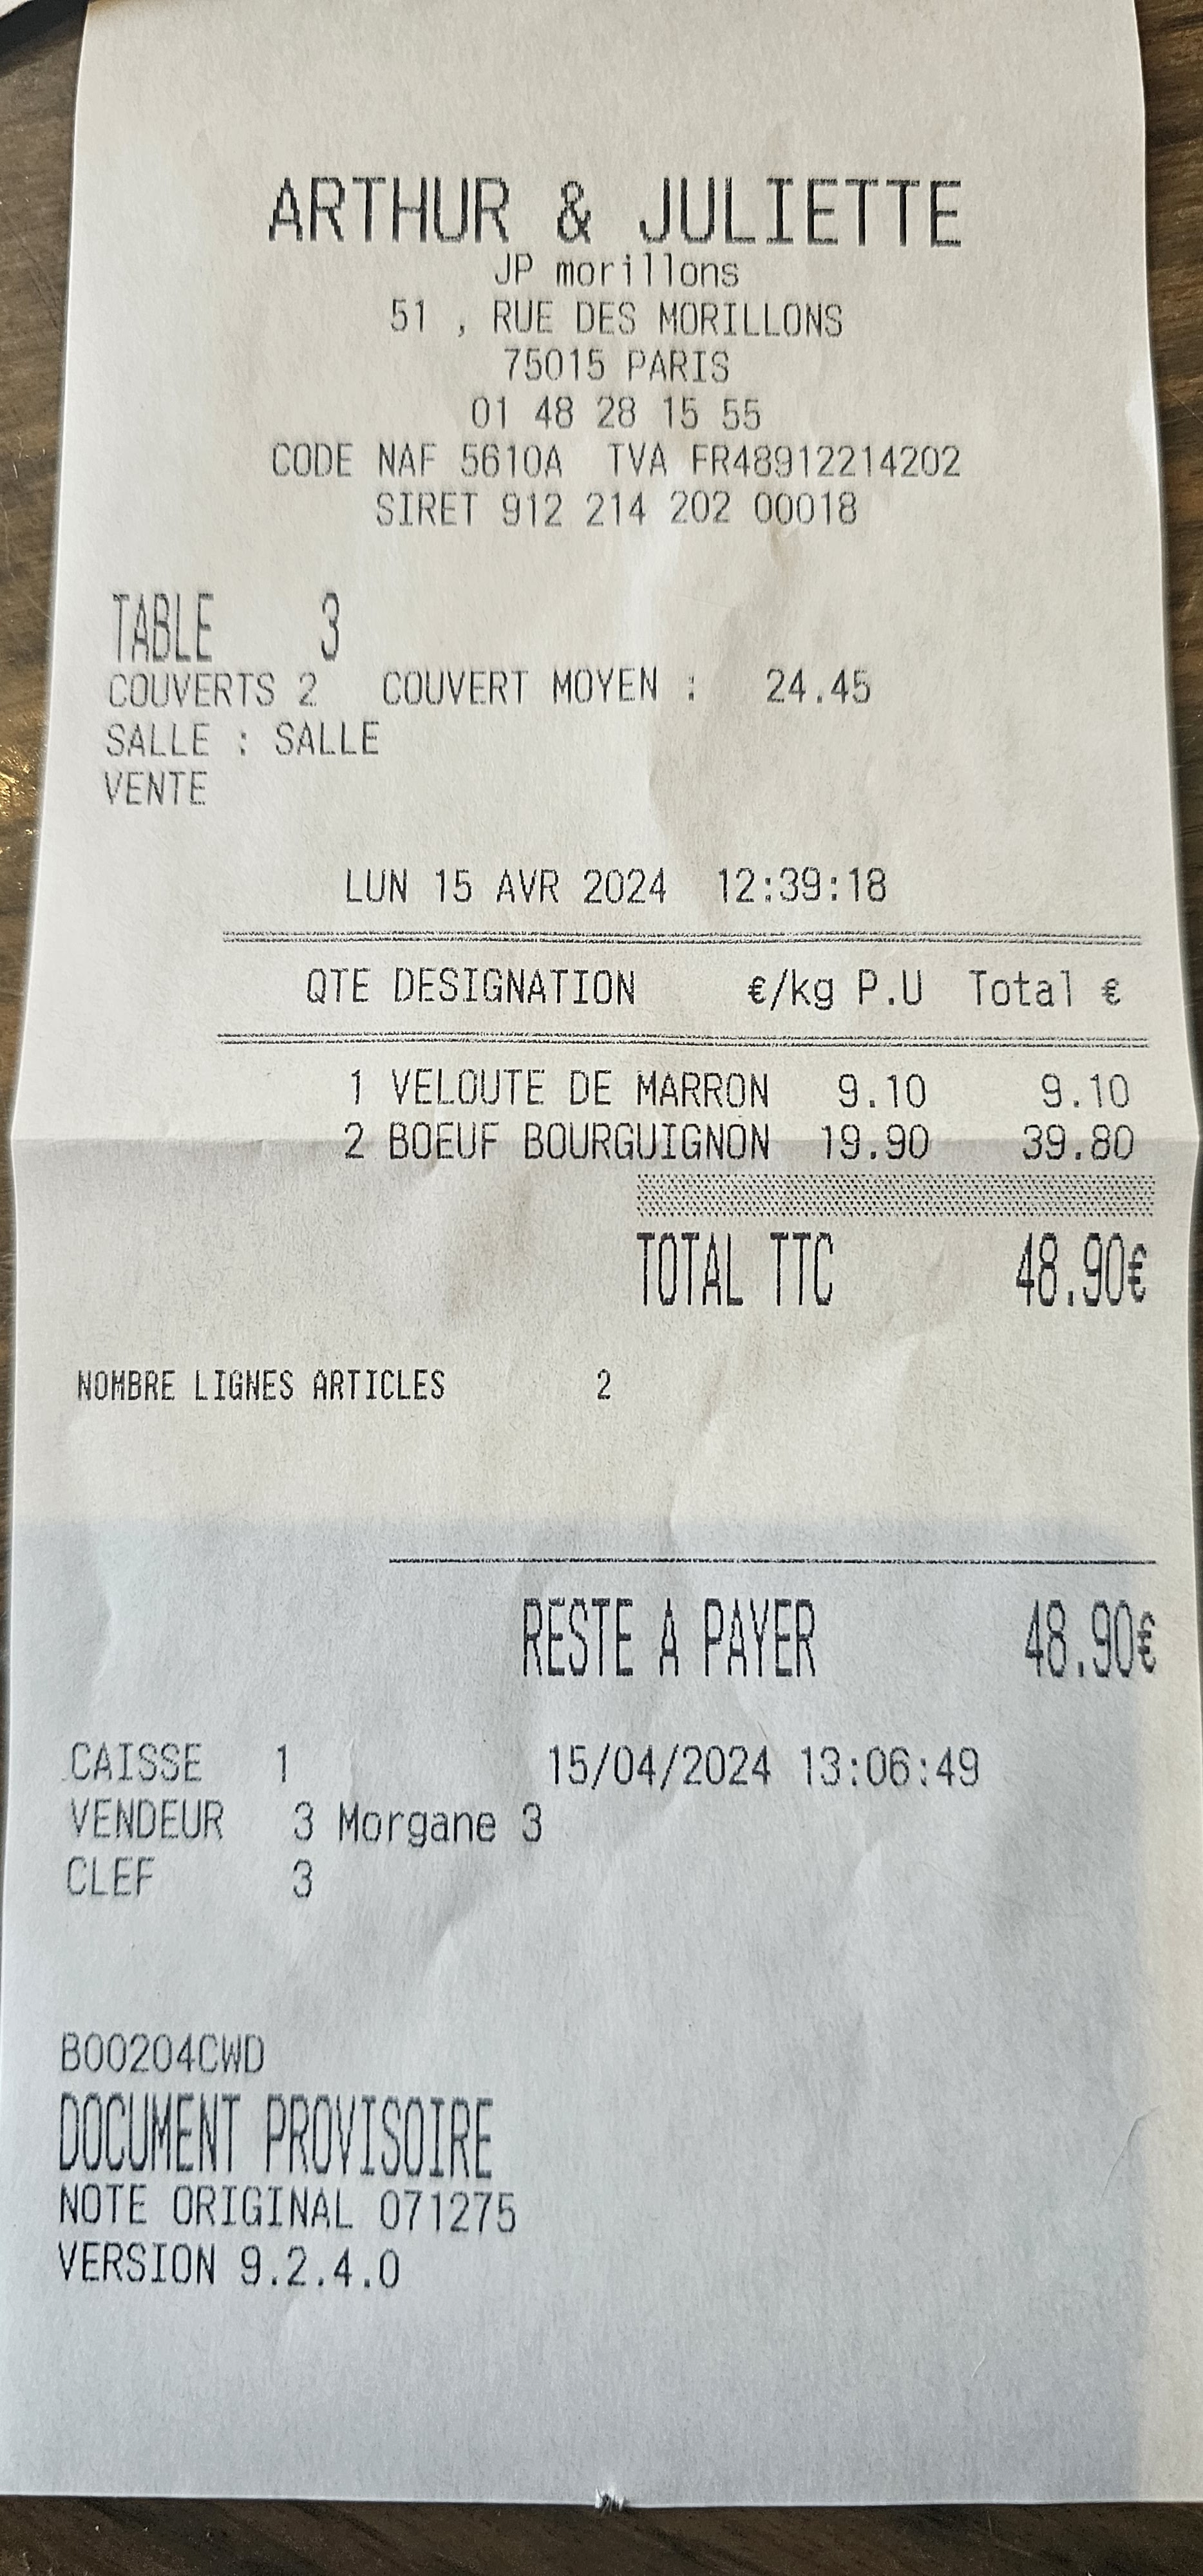 ARTHUR & JULIETTE
JP morillons
51 , RUE DES MORILLONS
75015 PARIS
01 48 28 15 55
CODE NAF 5610A TVA FR48912214202
SIRET 912 214 202 00018
TABLE 3
COUVERTS 2 COUVERT MOYEN : 24.45
SALLE : SALLE
VENTE
LUN 15 AVR 2024 12:39:18
QTE DESIGNATION €/kg P.U Total €
1 VELOUTE DE MARRON 9.10 9.10
2 BOEUF BOURGUIGNON 19.90 39.80
TOTAL TTC 48.90€
NOMBRE LIGNES ARTICLES 2
RESTE A PAYER 48.90€
CAISSE 1 15/04/2024 13:06:49
VENDEUR 3 Morgane 3
CLEF 3
B00204CWD
DOCUMENT PROVISOIRE
NOTE ORIGINAL 071275
VERSION 9.2.4.0